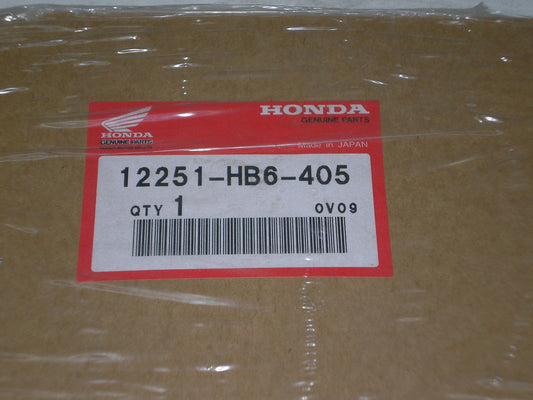 HONDA
GENUINE PARTS
HONDA
GENUINE PARTS
Made in JAPAN
12251-HB6-405
QTY 1
0V09